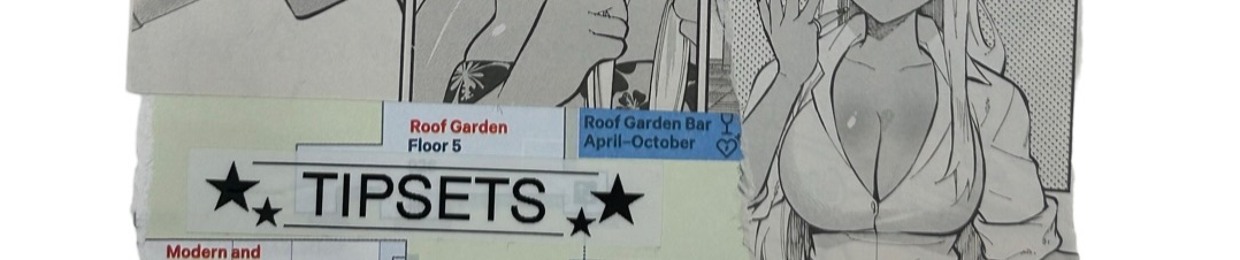 Roof Garden
Floor 5
Roof Garden Bar
April–October
TIPSETS
Modern and